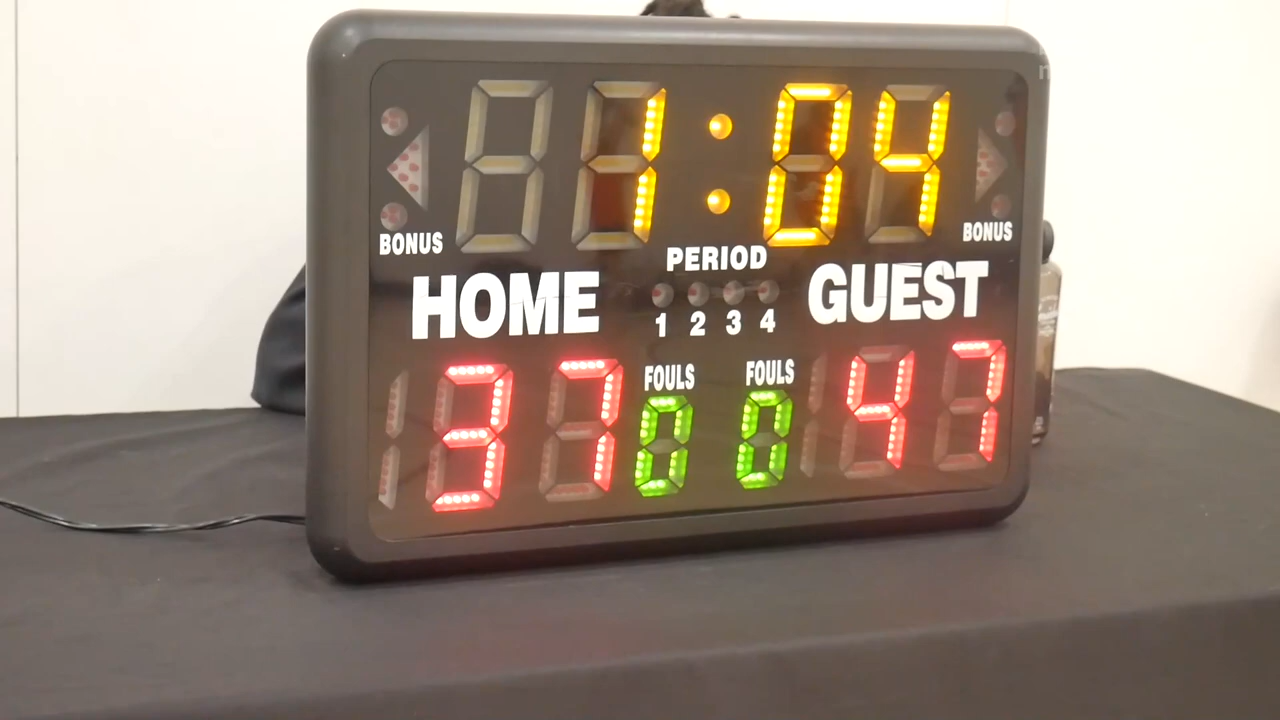 1:04
BONUS BONUS
PERIOD
HOME GUEST
1 2 3 4
FOULS FOULS
37 0 0 47